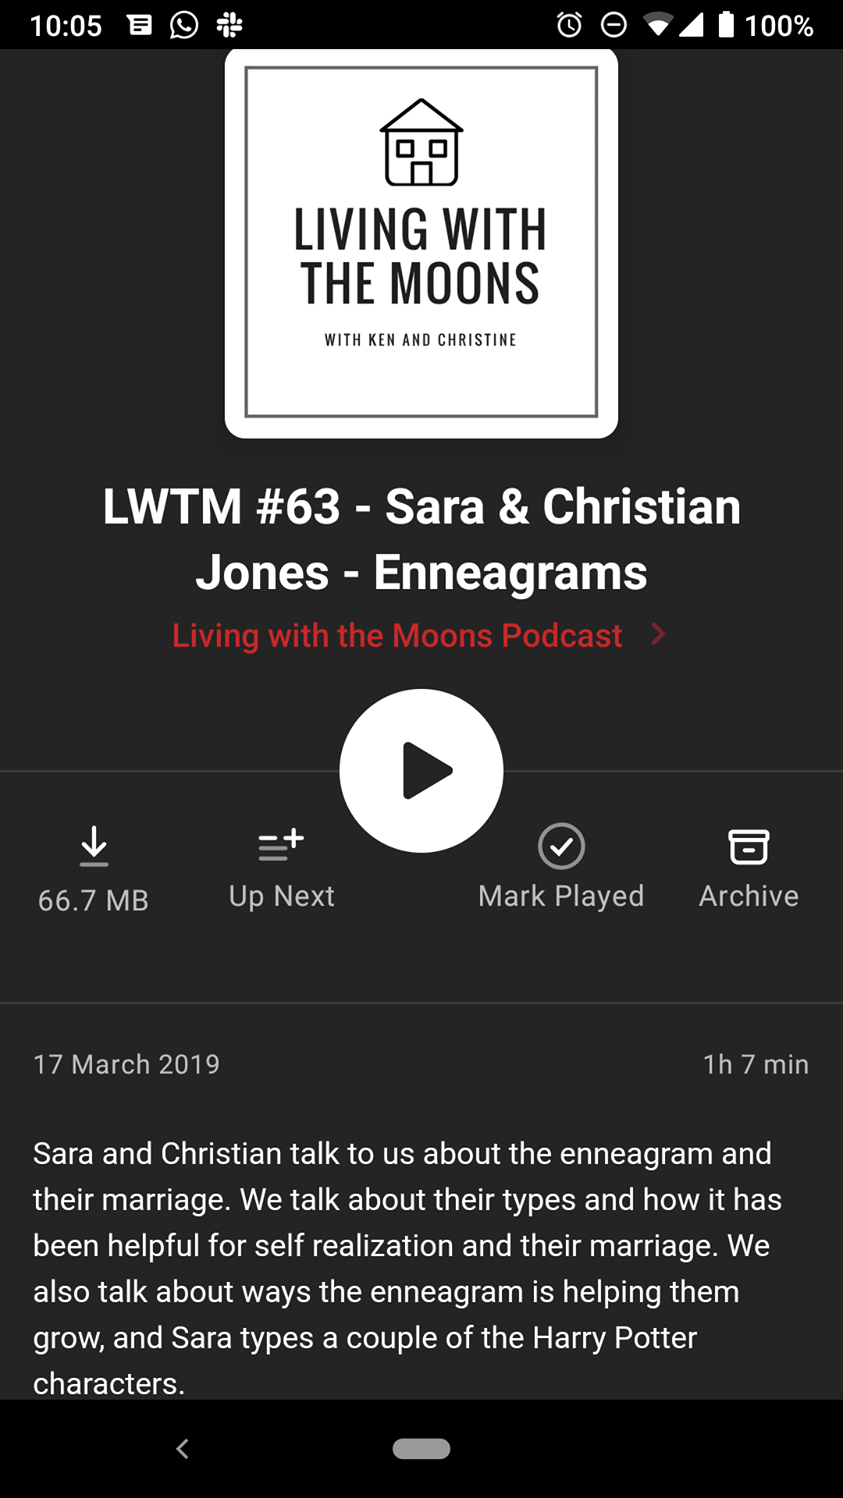 10:05
100%
LIVING WITH
THE MOONS
WITH KEN AND CHRISTINE
LWTM #63 - Sara & Christian
Jones - Enneagrams
Living with the Moons Podcast
66.7 MB
Up Next
Mark Played
Archive
17 March 2019
1h 7 min
Sara and Christian talk to us about the enneagram and
their marriage. We talk about their types and how it has
been helpful for self realization and their marriage. We
also talk about ways the enneagram is helping them
grow, and Sara types a couple of the Harry Potter
characters.